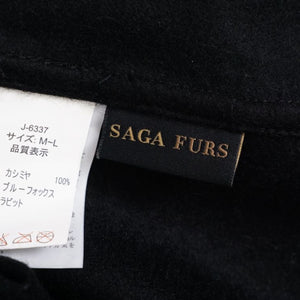 J-6337
サイズ: M~L
品質表示
カシミヤ 100%
ブルーフォックス
ラビット
SAGA FURS